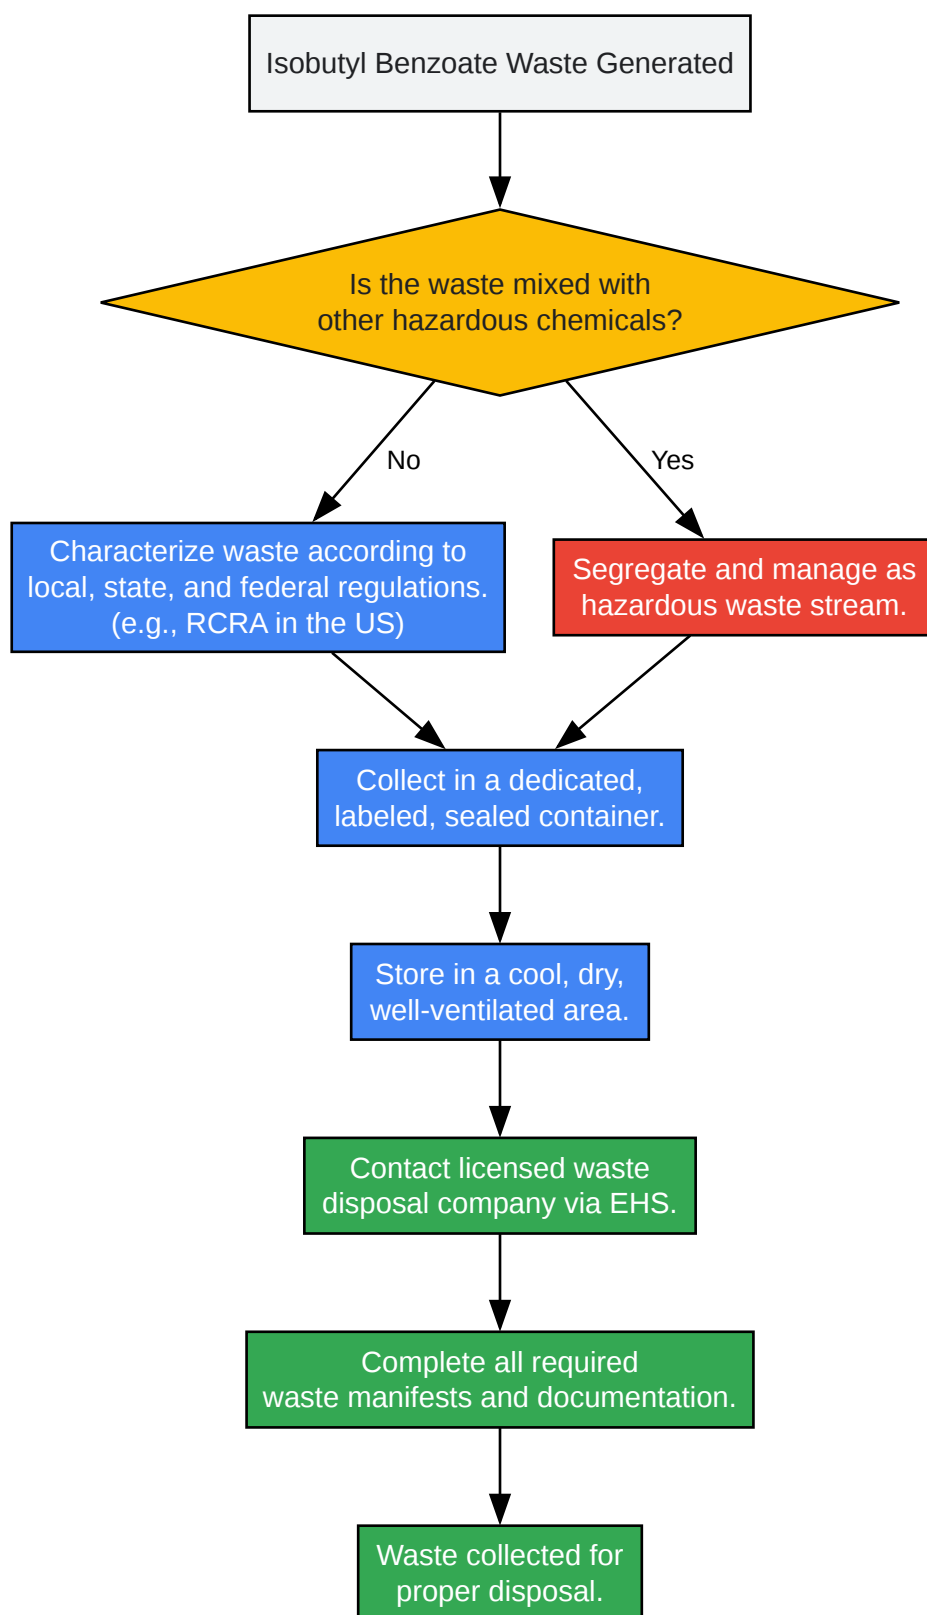 Isobutyl Benzoate Waste Generated
Is the waste mixed with
other hazardous chemicals?
No
Yes
Characterize waste according to
local, state, and federal regulations.
(e.g., RCRA in the US)
Segregate and manage as
hazardous waste stream.
Collect in a dedicated,
labeled, sealed container.
Store in a cool, dry,
well-ventilated area.
Contact licensed waste
disposal company via EHS.
Complete all required
waste manifests and documentation.
Waste collected for
proper disposal.